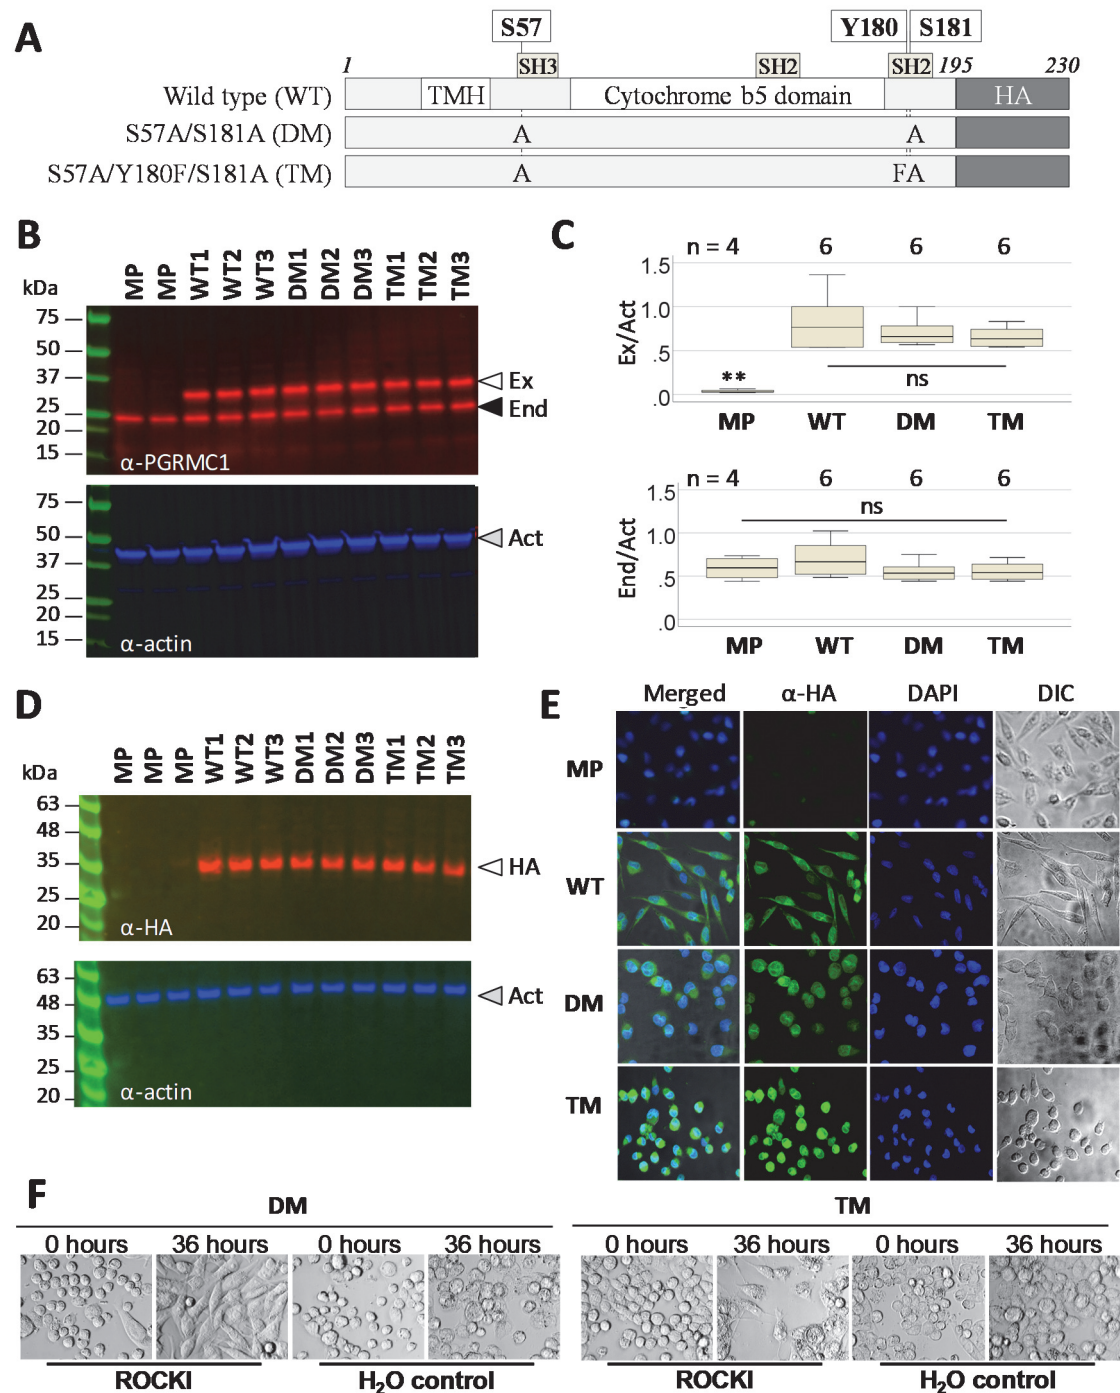 A
S57
Y180
S181
1
SH3
SH2
SH2
195
230
Wild type (WT)
TMH
Cytochrome b5 domain
HA
S57A/S181A (DM)
A
A
S57A/Y180F/S181A (TM)
A
FA
B
kDa
MP MP WT1 WT2 WT3 DM1 DM2 DM3 TM1 TM2 TM3
75
50
37
25
20
15
Ex
End
α-PGRMC1
75
50
37
25
20
15
Act
α-actin
C
n = 4 6 6 6
1.5
1.0
.5
.0
Ex/Act
**
ns
MP WT DM TM
n = 4 6 6 6
1.5
1.0
.5
.0
End/Act
ns
MP WT DM TM
D
kDa
MP MP MP WT1 WT2 WT3 DM1 DM2 DM3 TM1 TM2 TM3
63
48
35
25
20
HA
α-HA
63
48
35
25
20
Act
α-actin
E
Merged α-HA DAPI DIC
MP
WT
DM
TM
F
DM
0 hours 36 hours 0 hours 36 hours
ROCKI H₂O control
TM
0 hours 36 hours 0 hours 36 hours
ROCKI H₂O control